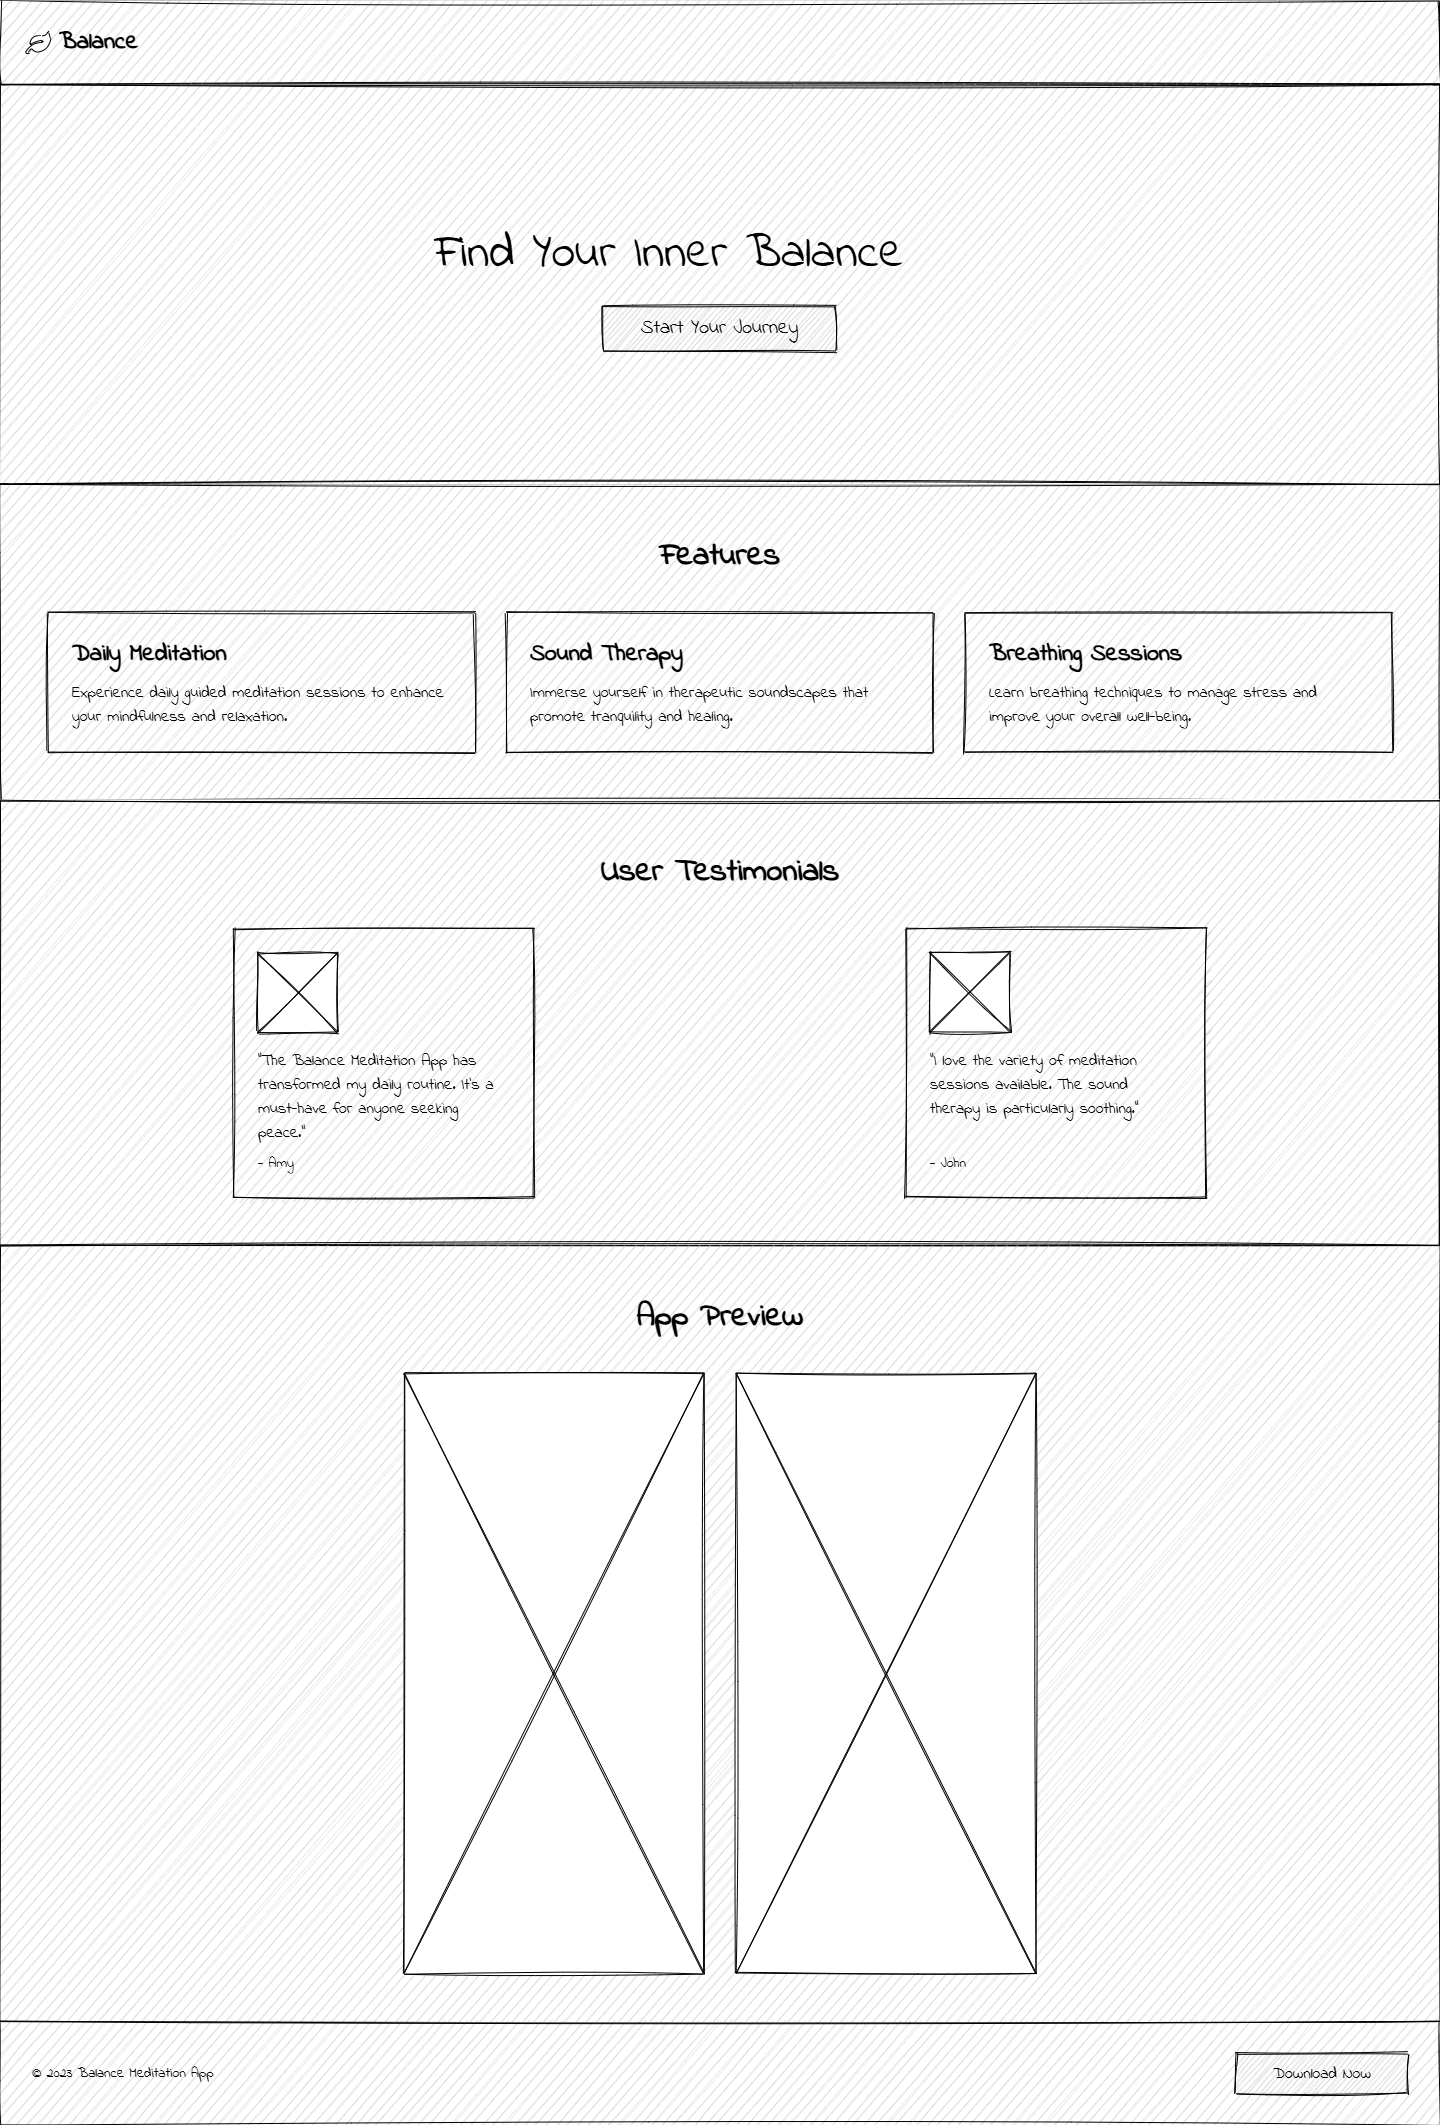 Balance
Find Your Inner Balance
Start Your Journey
Features
Daily Meditation
Experience daily guided meditation sessions to enhance
your mindfulness and relaxation.
Sound Therapy
Immerse yourself in therapeutic soundscapes that
promote tranquility and healing.
Breathing Sessions
Learn breathing techniques to manage stress and
improve your overall well-being.
User Testimonials
"The Balance Meditation App has
transformed my daily routine. It's a
must-have for anyone seeking
peace."
- Amy
"I love the variety of meditation
sessions available. The sound
therapy is particularly soothing."
- John
App Preview
© 2023 Balance Meditation App
Download Now